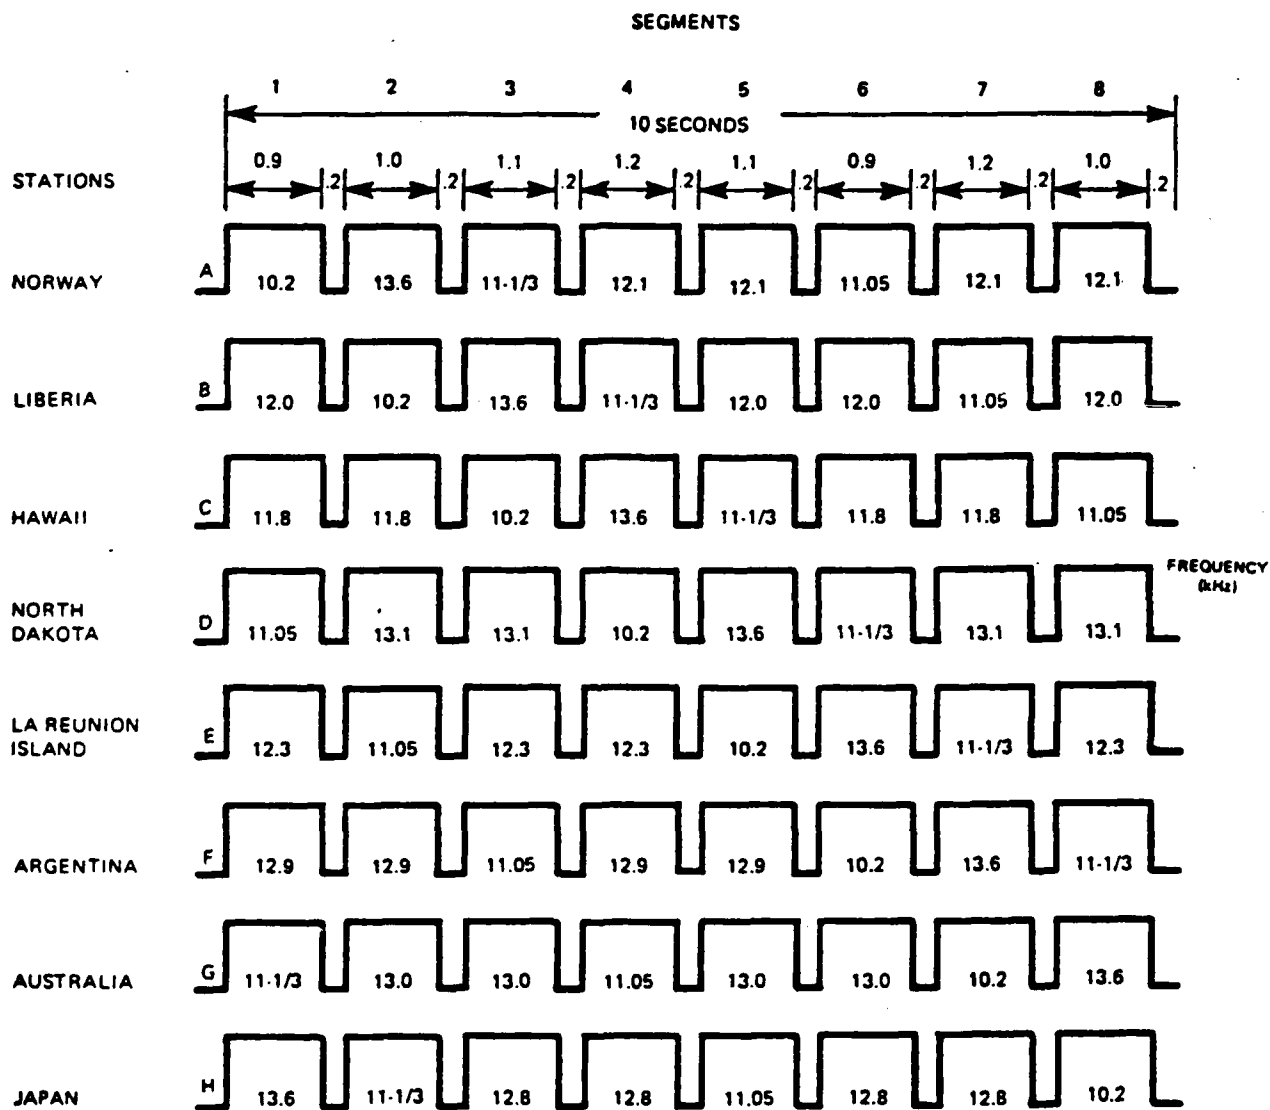 SEGMENTS
1 2 3 4 5 6 7 8
10 SECONDS
STATIONS 0.9 .2 1.0 .2 1.1 .2 1.2 .2 1.1 .2 0.9 .2 1.2 .2 1.0 .2
NORWAY A 10.2 13.6 11-1/3 12.1 12.1 11.05 12.1 12.1
LIBERIA B 12.0 10.2 13.6 11-1/3 12.0 12.0 11.05 12.0
HAWAII C 11.8 11.8 10.2 13.6 11-1/3 11.8 11.8 11.05
FREQUENCY
(kHz)
NORTH
DAKOTA D 11.05 13.1 13.1 10.2 13.6 11-1/3 13.1 13.1
LA REUNION
ISLAND E 12.3 11.05 12.3 12.3 10.2 13.6 11-1/3 12.3
ARGENTINA F 12.9 12.9 11.05 12.9 12.9 10.2 13.6 11-1/3
AUSTRALIA G 11-1/3 13.0 13.0 11.05 13.0 13.0 10.2 13.6
JAPAN H 13.6 11-1/3 12.8 12.8 11.05 12.8 12.8 10.2